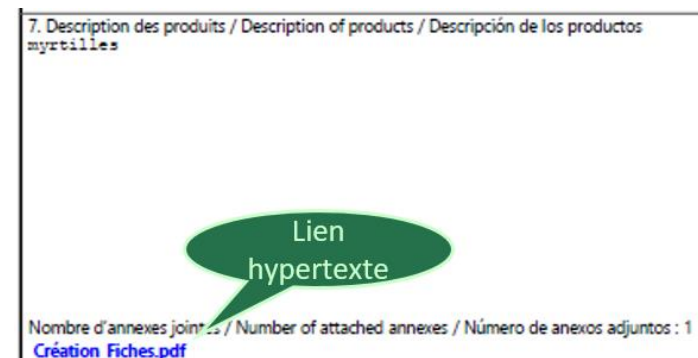 7. Description des produits / Description of products / Descripción de los productos
myrtilles
Lien
hypertexte
Nombre d'annexes jointes / Number of attached annexes / Número de anexos adjuntos : 1
Création Fiches.pdf